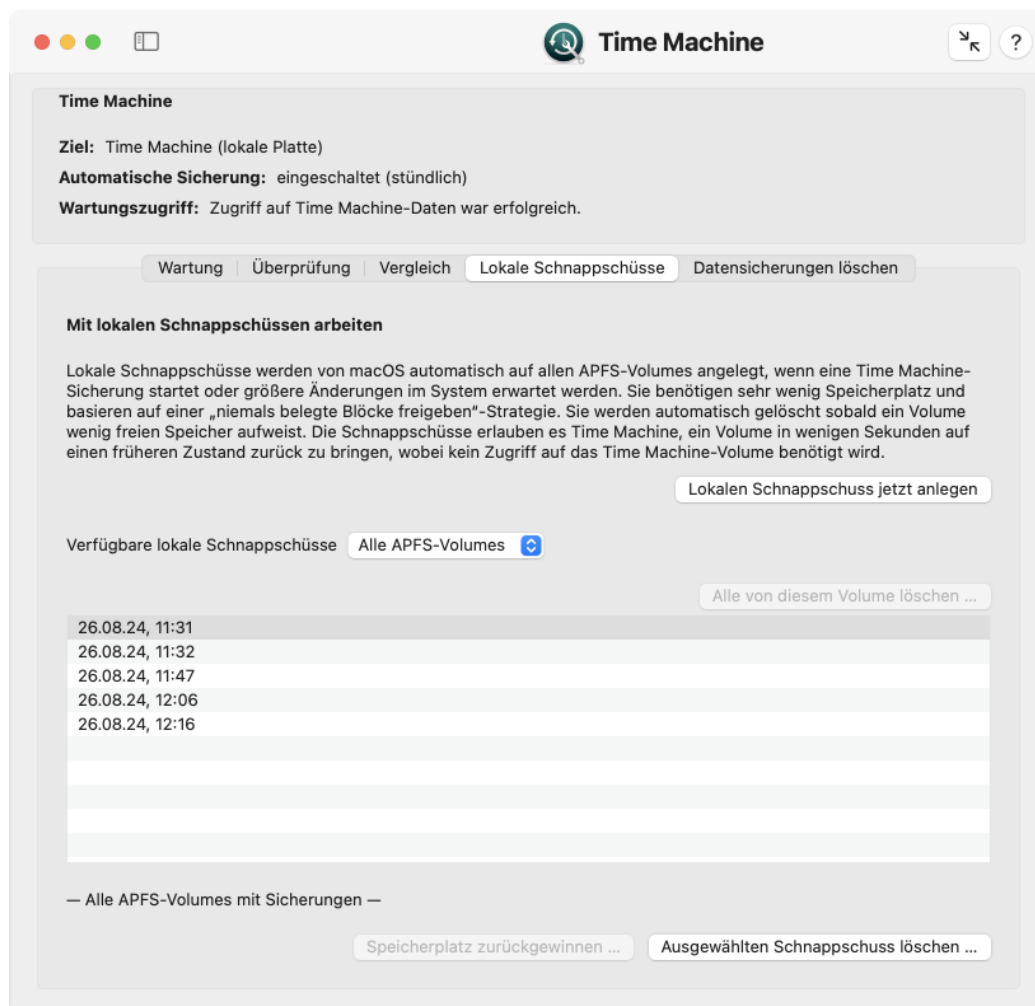 Time Machine
?
Time Machine
Ziel: Time Machine (lokale Platte)
Automatische Sicherung: eingeschaltet (stündlich)
Wartungszugriff: Zugriff auf Time Machine-Daten war erfolgreich.
Wartung Überprüfung Vergleich Lokale Schnappschüsse Datensicherungen löschen
Mit lokalen Schnappschüssen arbeiten
Lokale Schnappschüsse werden von macOS automatisch auf allen APFS-Volumes angelegt, wenn eine Time Machine-
Sicherung startet oder größere Änderungen im System erwartet werden. Sie benötigen sehr wenig Speicherplatz und
basieren auf einer „niemals belegte Blöcke freigeben“-Strategie. Sie werden automatisch gelöscht sobald ein Volume
wenig freien Speicher aufweist. Die Schnappschüsse erlauben es Time Machine, ein Volume in wenigen Sekunden auf
einen früheren Zustand zurück zu bringen, wobei kein Zugriff auf das Time Machine-Volume benötigt wird.
Lokalen Schnappschuss jetzt anlegen
Verfügbare lokale Schnappschüsse Alle APFS-Volumes
Alle von diesem Volume löschen ...
26.08.24, 11:31
26.08.24, 11:32
26.08.24, 11:47
26.08.24, 12:06
26.08.24, 12:16
— Alle APFS-Volumes mit Sicherungen —
Speicherplatz zurückgewinnen ... Ausgewählten Schnappschuss löschen ...